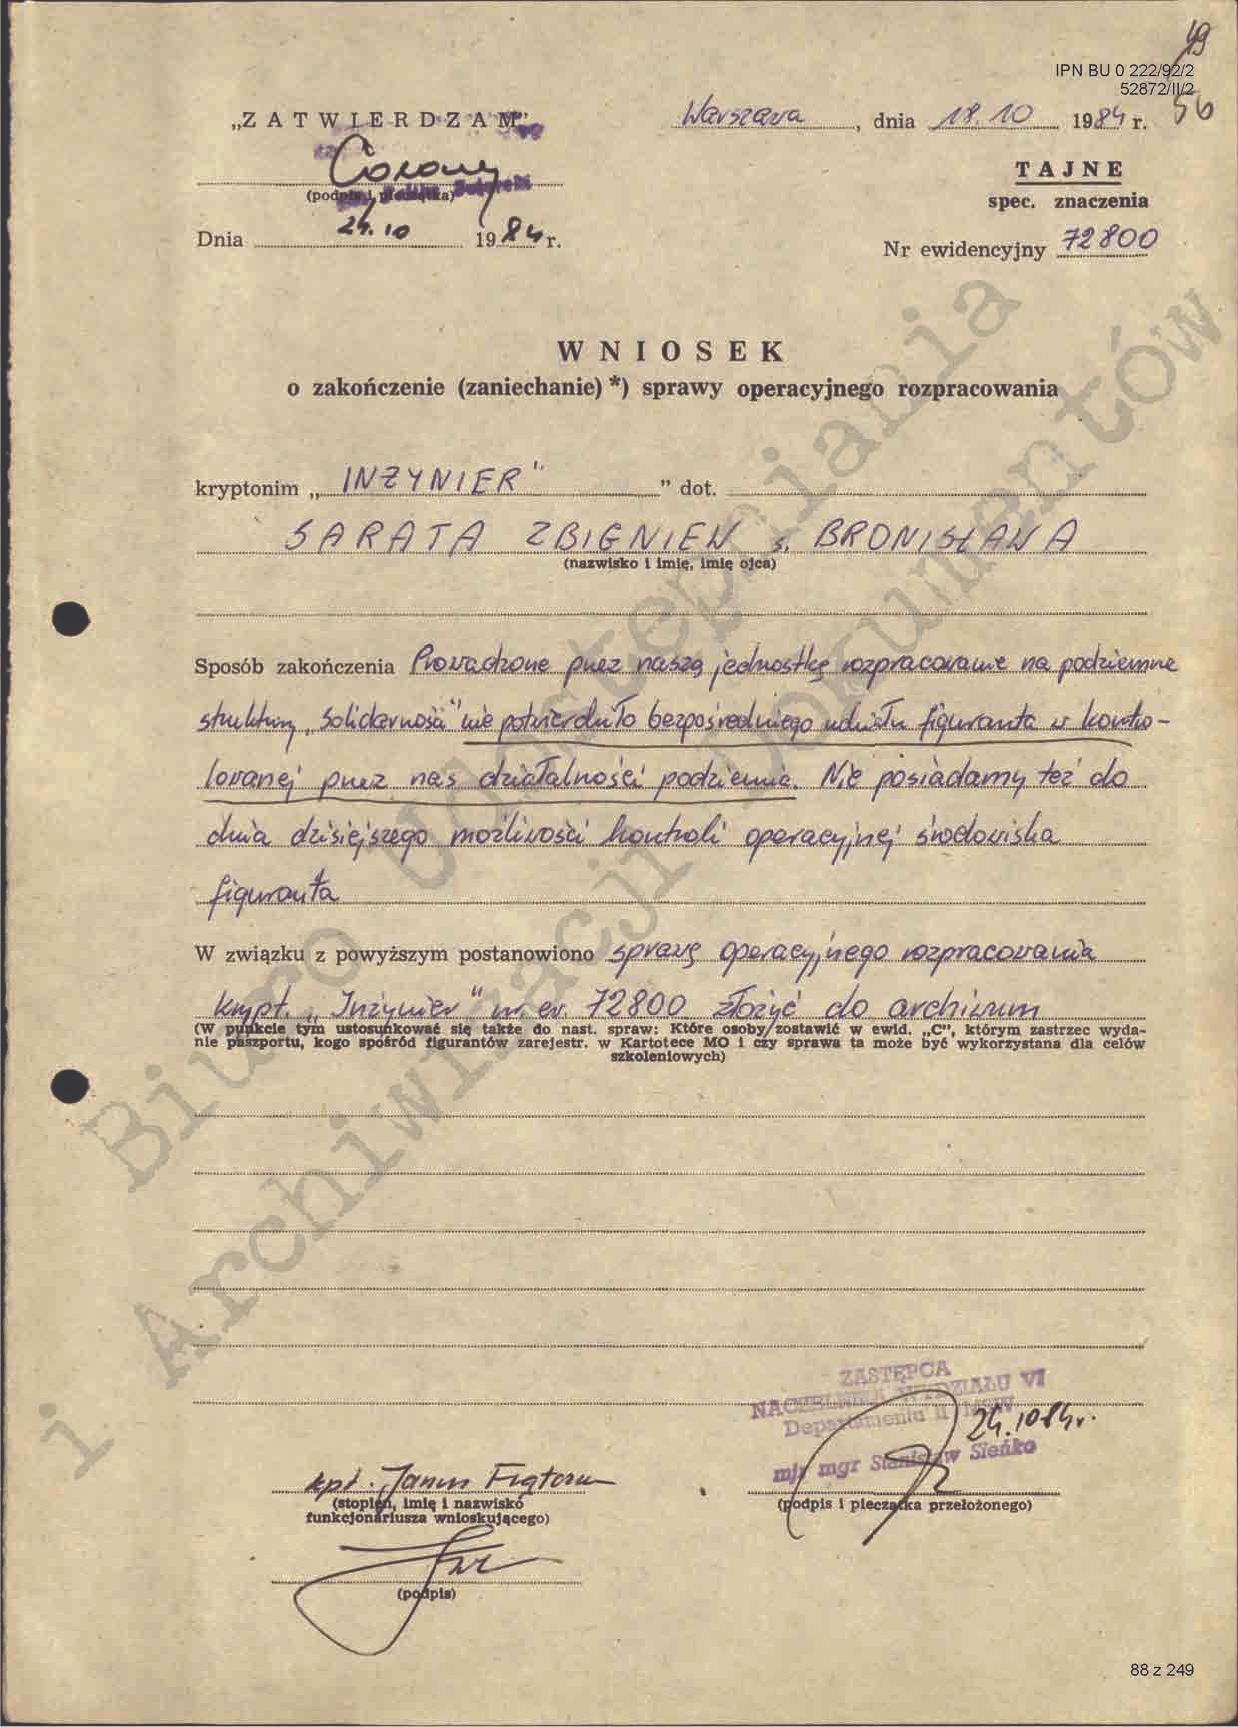 49
IPN BU 0 222/92/2
52872/II/2
56
„ZATWIERDZAM”
Warszawa, dnia 18.10 1984 r.
(podpis i pieczątka)
TAJNE
spec. znaczenia
Dnia 24.10 1984 r.
Nr ewidencyjny 72800
WNIOSEK
o zakończenie (zaniechanie) *) sprawy operacyjnego rozpracowania
kryptonim „INŻYNIER” ” dot.
SARATA ZBIGNIEW s. BRONISŁAWA
(nazwisko i imię, imię ojca)
Sposób zakończenia Prowadzone przez naszą jednostkę rozpracowanie na podziemne
struktury „Solidarność” nie potwierdziło bezpośredniego udziału figuranta w kontro-
lowanej przez nas działalności podziemia. Nie posiadamy też do
dnia dzisiejszego możliwości kontroli operacyjnej środowiska
figuranta
W związku z powyższym postanowiono sprawę operacyjnego rozpracowania
krypt. „Inżynier” nr. ew. 72800 złożyć do archiwum
(W punkcie tym ustosunkować się także do nast. spraw: Które osoby zostawić w ewid. „C”, którym zastrzec wyda-
nie paszportu, kogo spośród figurantów zarejestr. w Kartotece MO i czy sprawa ta może być wykorzystana dla celów
szkoleniowych)
ZASTĘPCA
NACZELNIKA WYDZIAŁU VI
Departamentu II MSW
24.10.84r.
mjr mgr Stanisław Sieńko
kpt. Janusz
(stopień, imię i nazwisko
funkcjonariusza wnioskującego)
(podpis i pieczątka przełożonego)
(podpis)
Biuro Udostępniania
i Archiwizacji Dokumentów
88 z 249